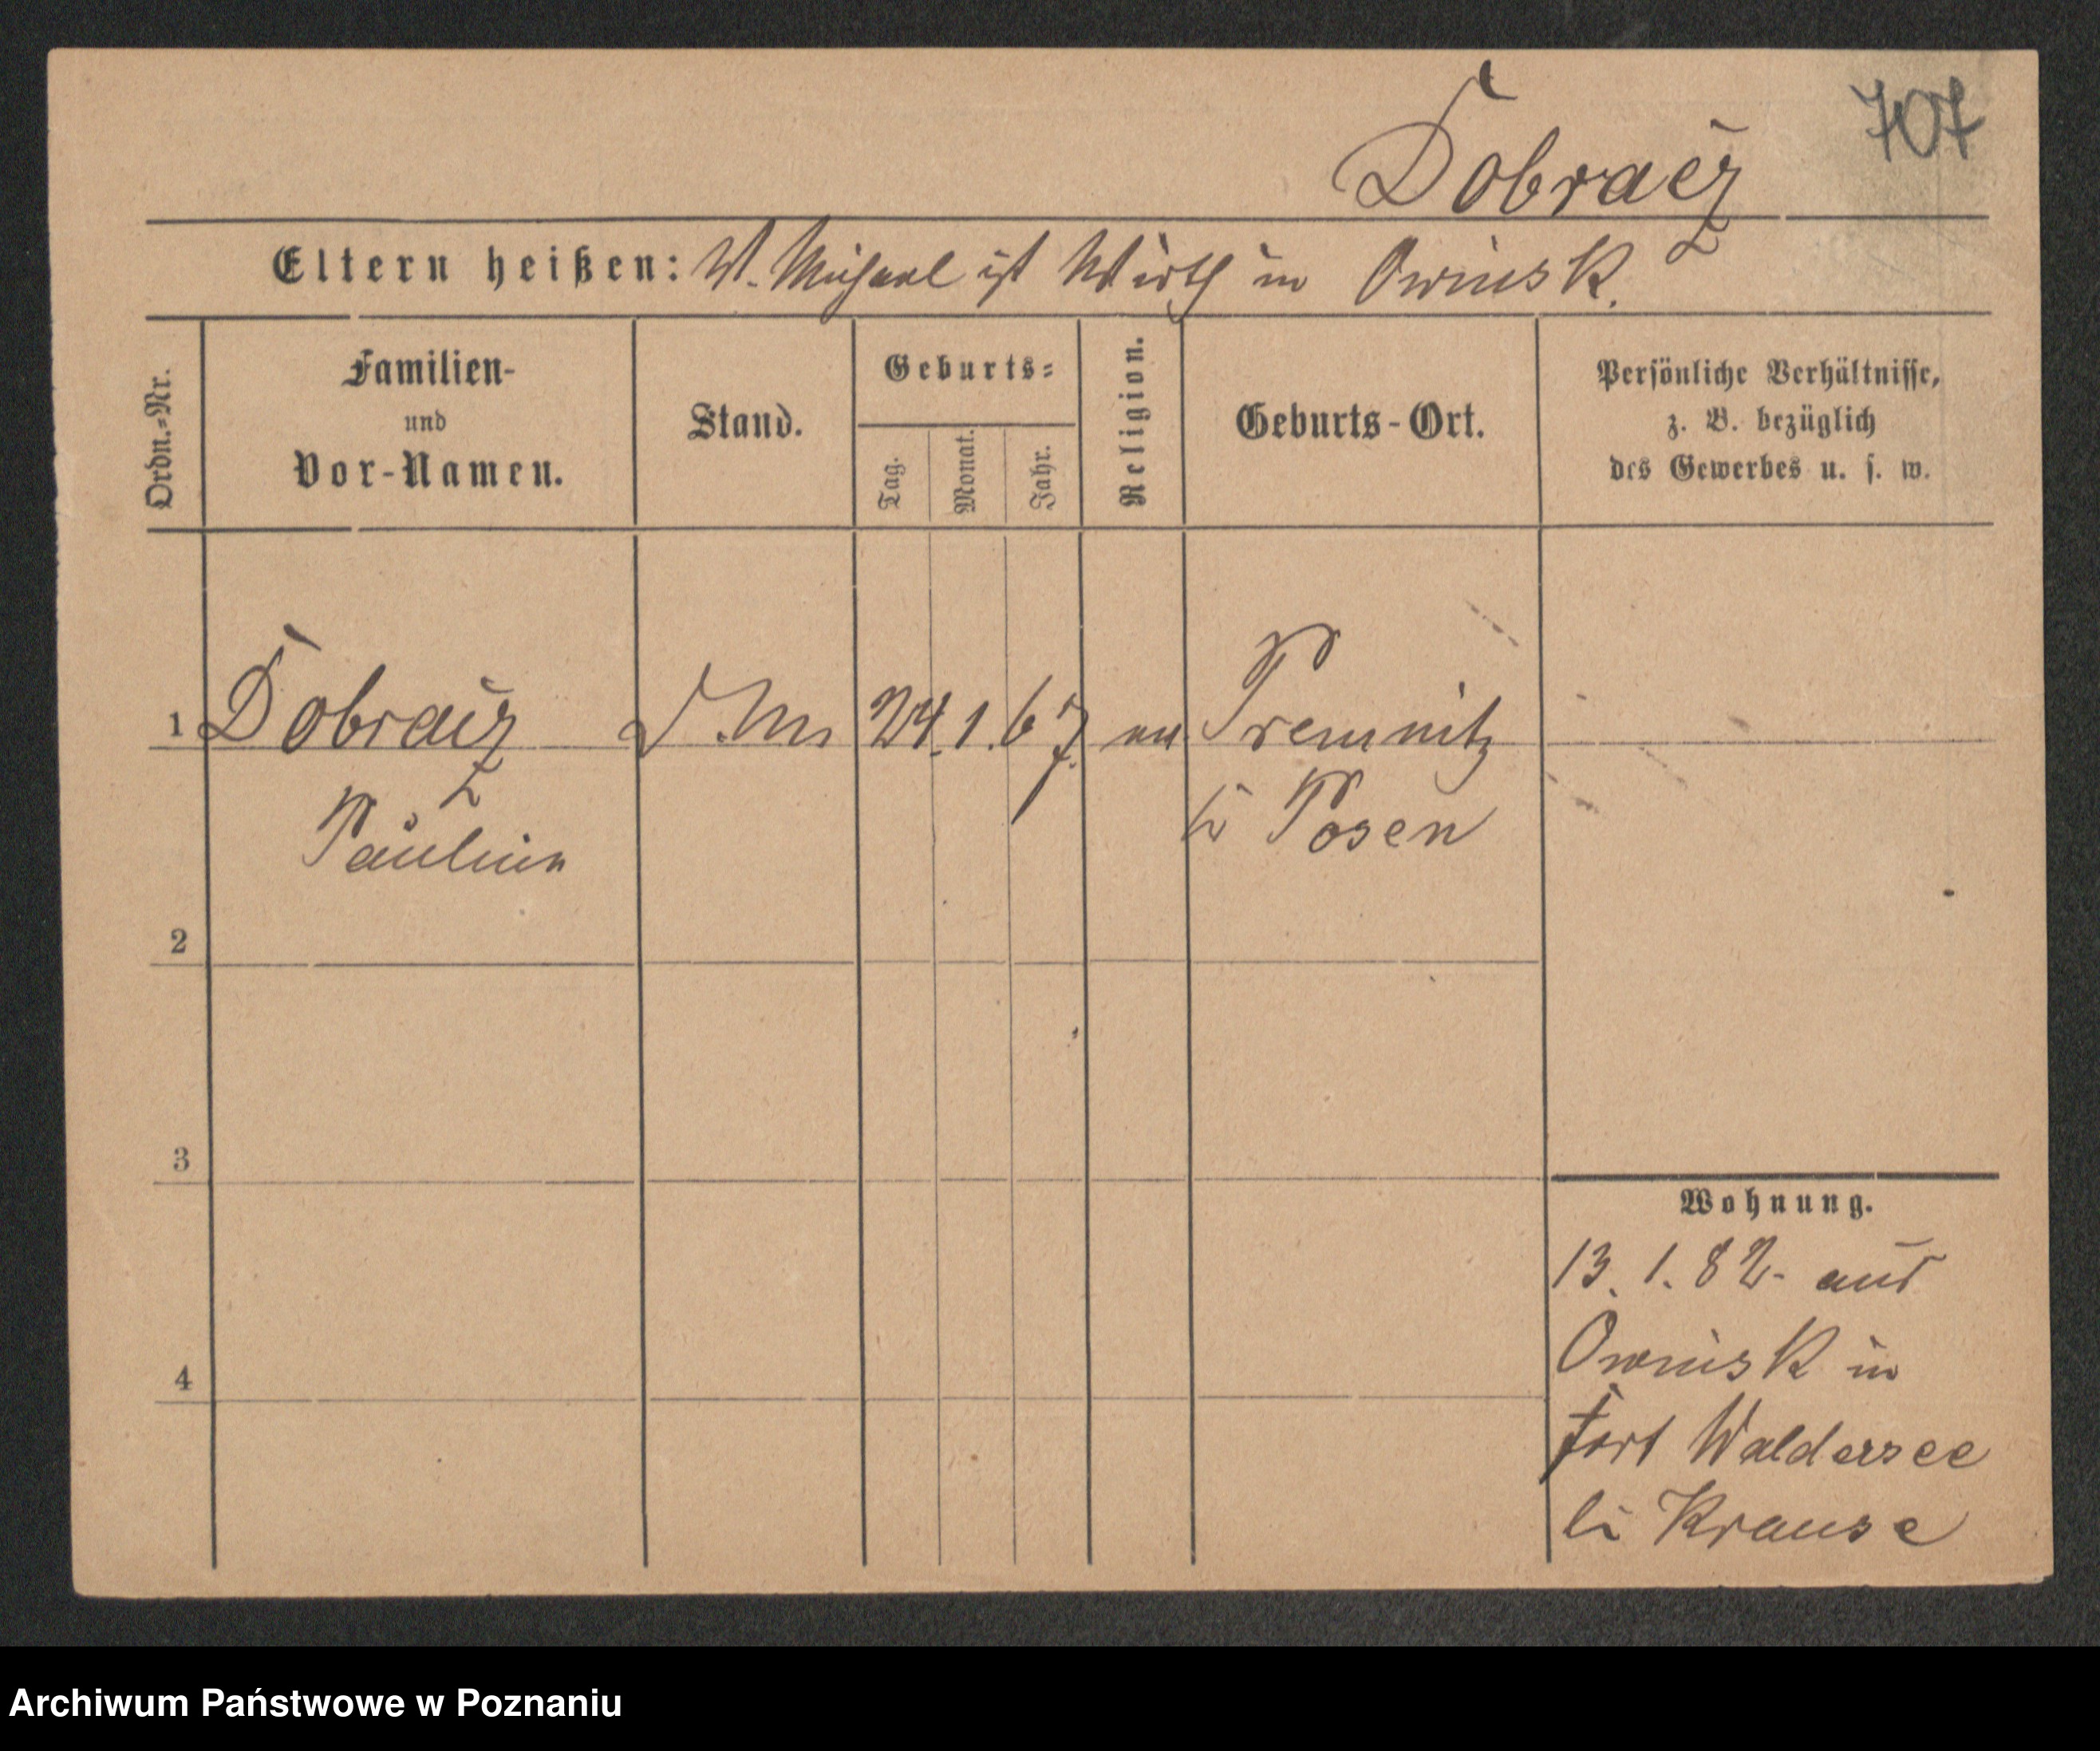 707
Dobracz
Eltern heißen: V. Michael ist Wirth in Owinsk.
Ordn.=Nr.
Familien-
und
Vor-Namen.
Stand.
Geburts=
Tag.
Monat.
Jahr.
Religion.
Geburts-Ort.
Persönliche Verhältnisse,
z. B. bezüglich
des Gewerbes u. s. w.
1 Dobracz 24. 1. 67. Premnitz
Posen
2
3
4
Wohnung.
13. 1. 82. aus
Owinsk in
Fort Waldersee
bei Krause
Archiwum Państwowe w Poznaniu